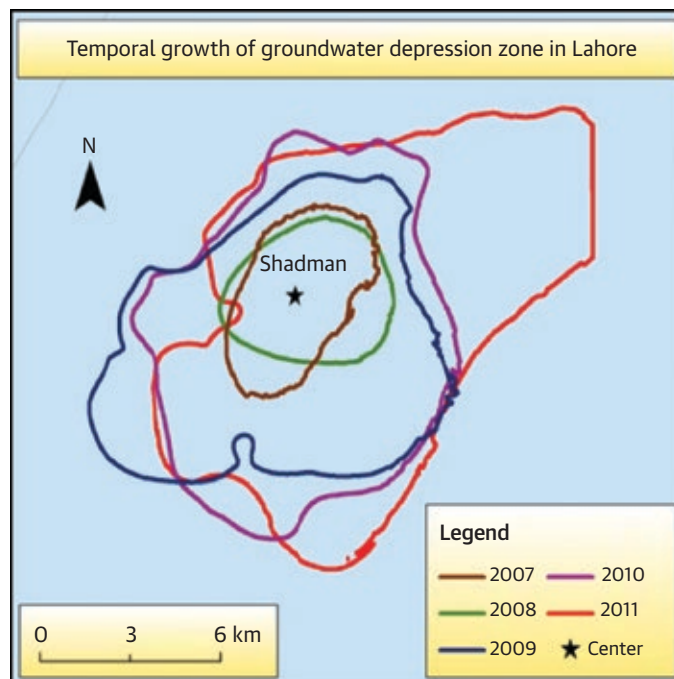 Temporal growth of groundwater depression zone in Lahore
N
Shadman
Legend
2007 2010
2008 2011
2009 Center
0 3 6 km